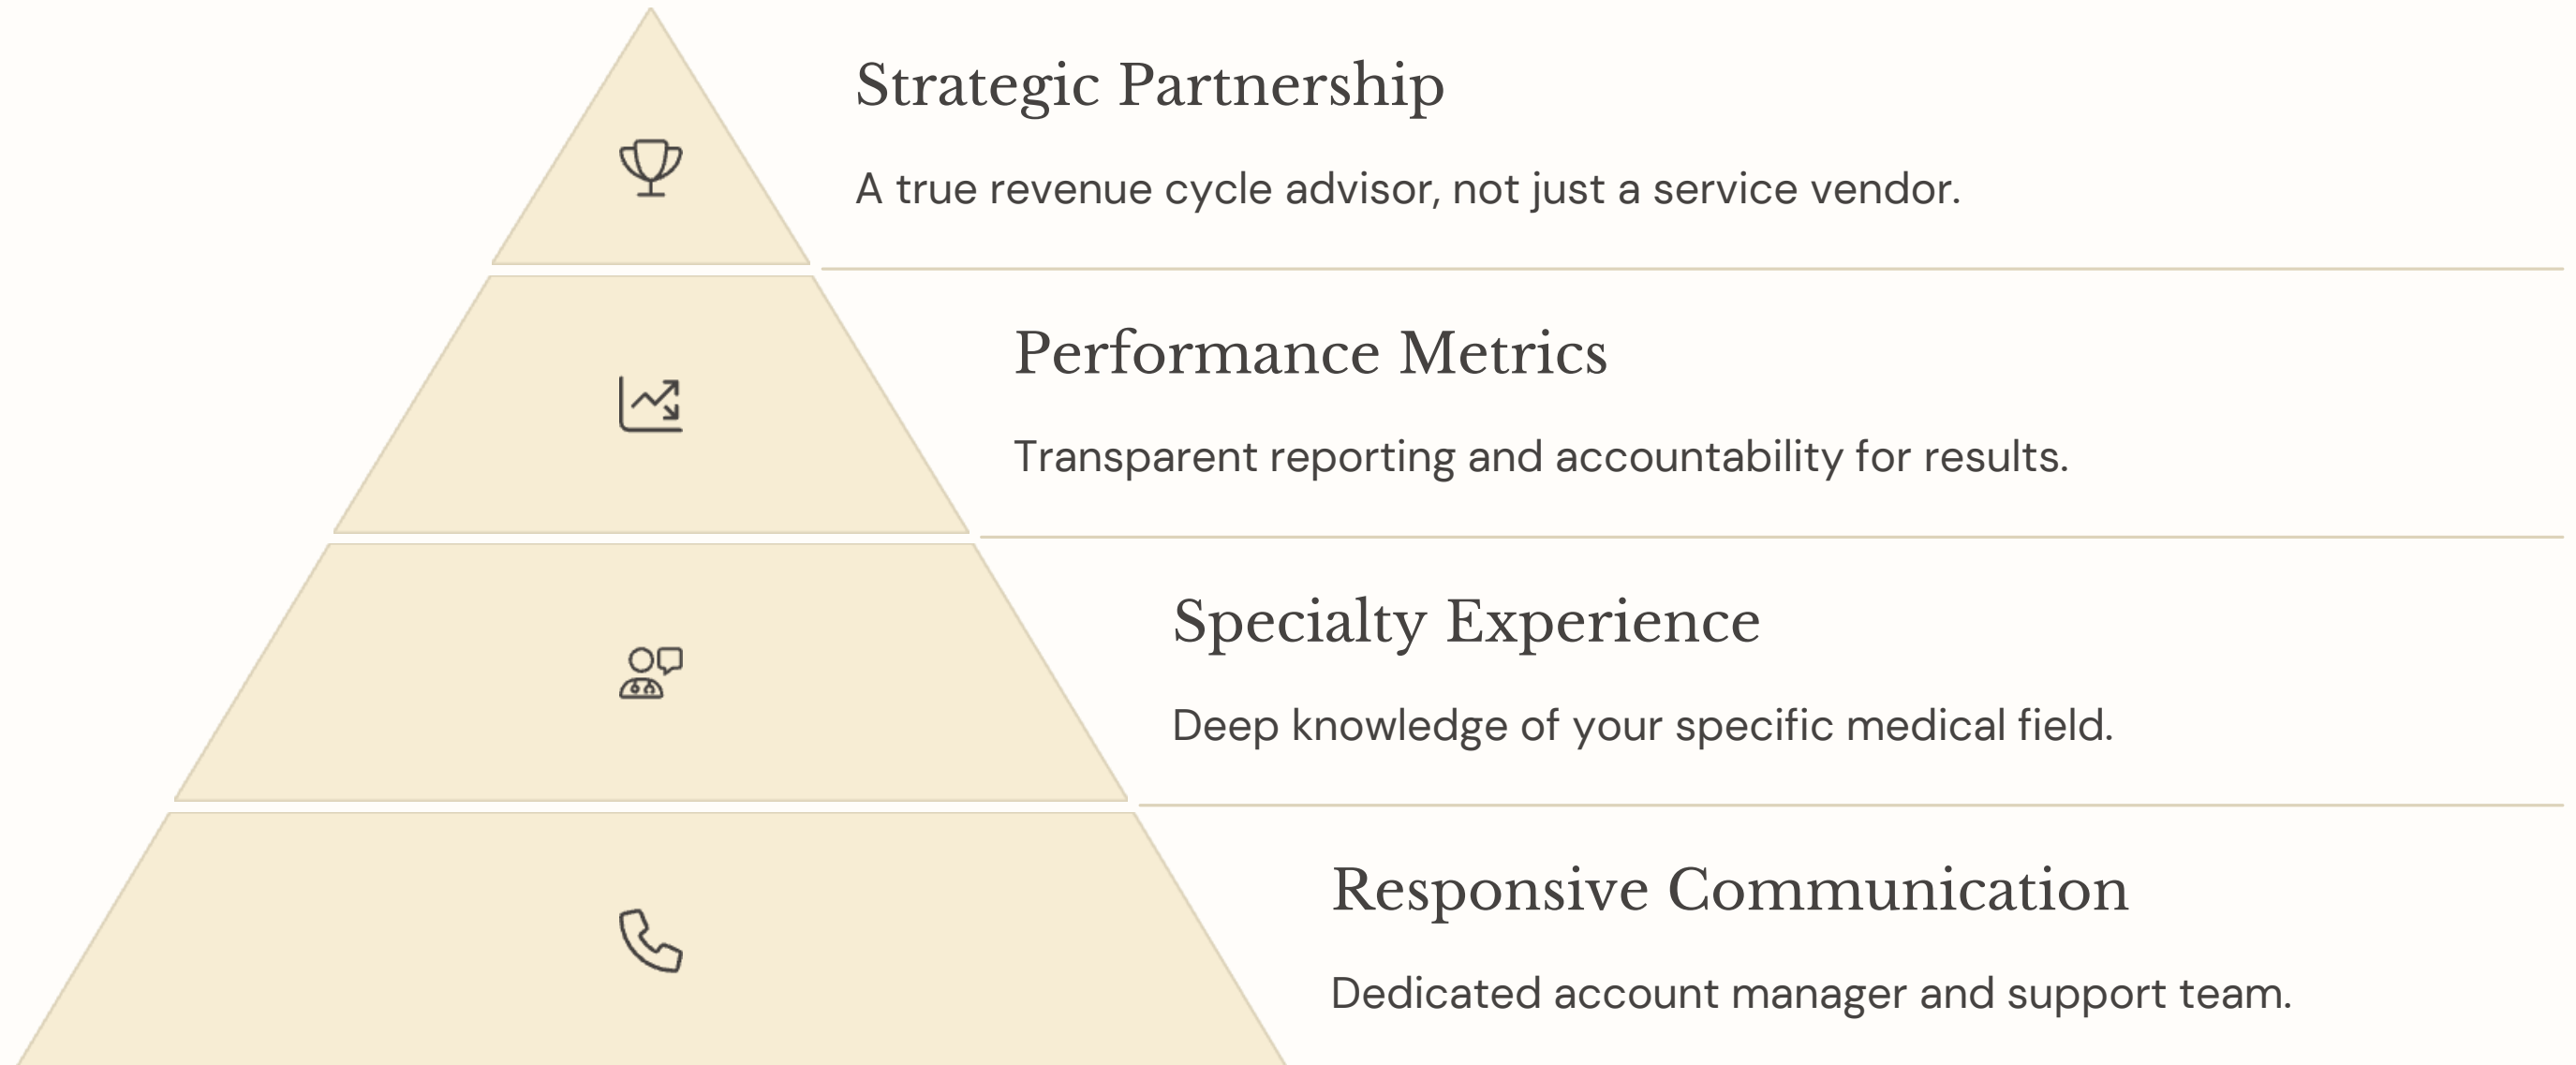 Strategic Partnership
A true revenue cycle advisor, not just a service vendor.
Performance Metrics
Transparent reporting and accountability for results.
Specialty Experience
Deep knowledge of your specific medical field.
Responsive Communication
Dedicated account manager and support team.